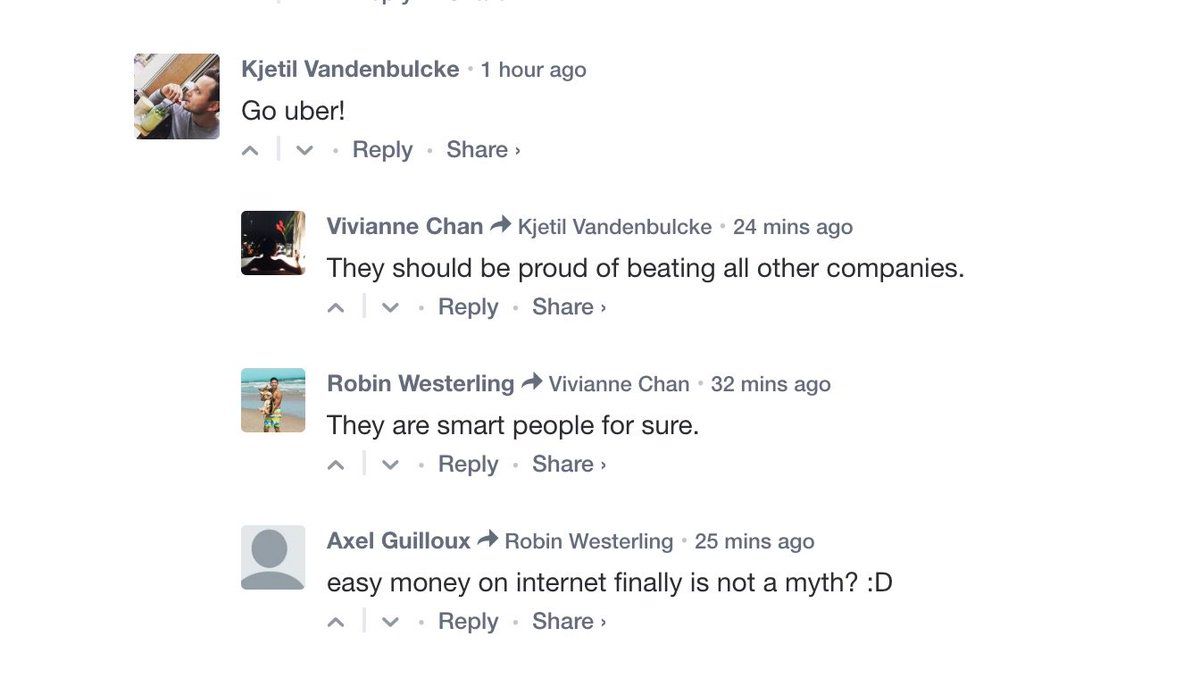 Kjetil Vandenbulcke • 1 hour ago
Go uber!
• Reply • Share ›
Vivianne Chan Kjetil Vandenbulcke • 24 mins ago
They should be proud of beating all other companies.
• Reply • Share ›
Robin Westerling Vivianne Chan • 32 mins ago
They are smart people for sure.
• Reply • Share ›
Axel Guilloux Robin Westerling • 25 mins ago
easy money on internet finally is not a myth? :D
• Reply • Share ›